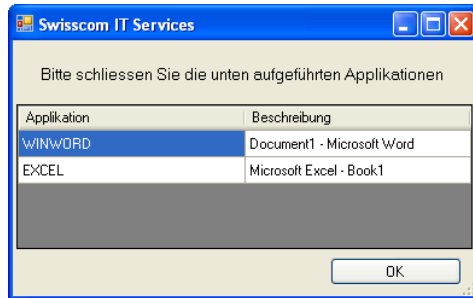 Swisscom IT Services
Bitte schliessen Sie die unten aufgeführten Applikationen
Applikation Beschreibung
WINWORD Document1 - Microsoft Word
EXCEL Microsoft Excel - Book1
OK